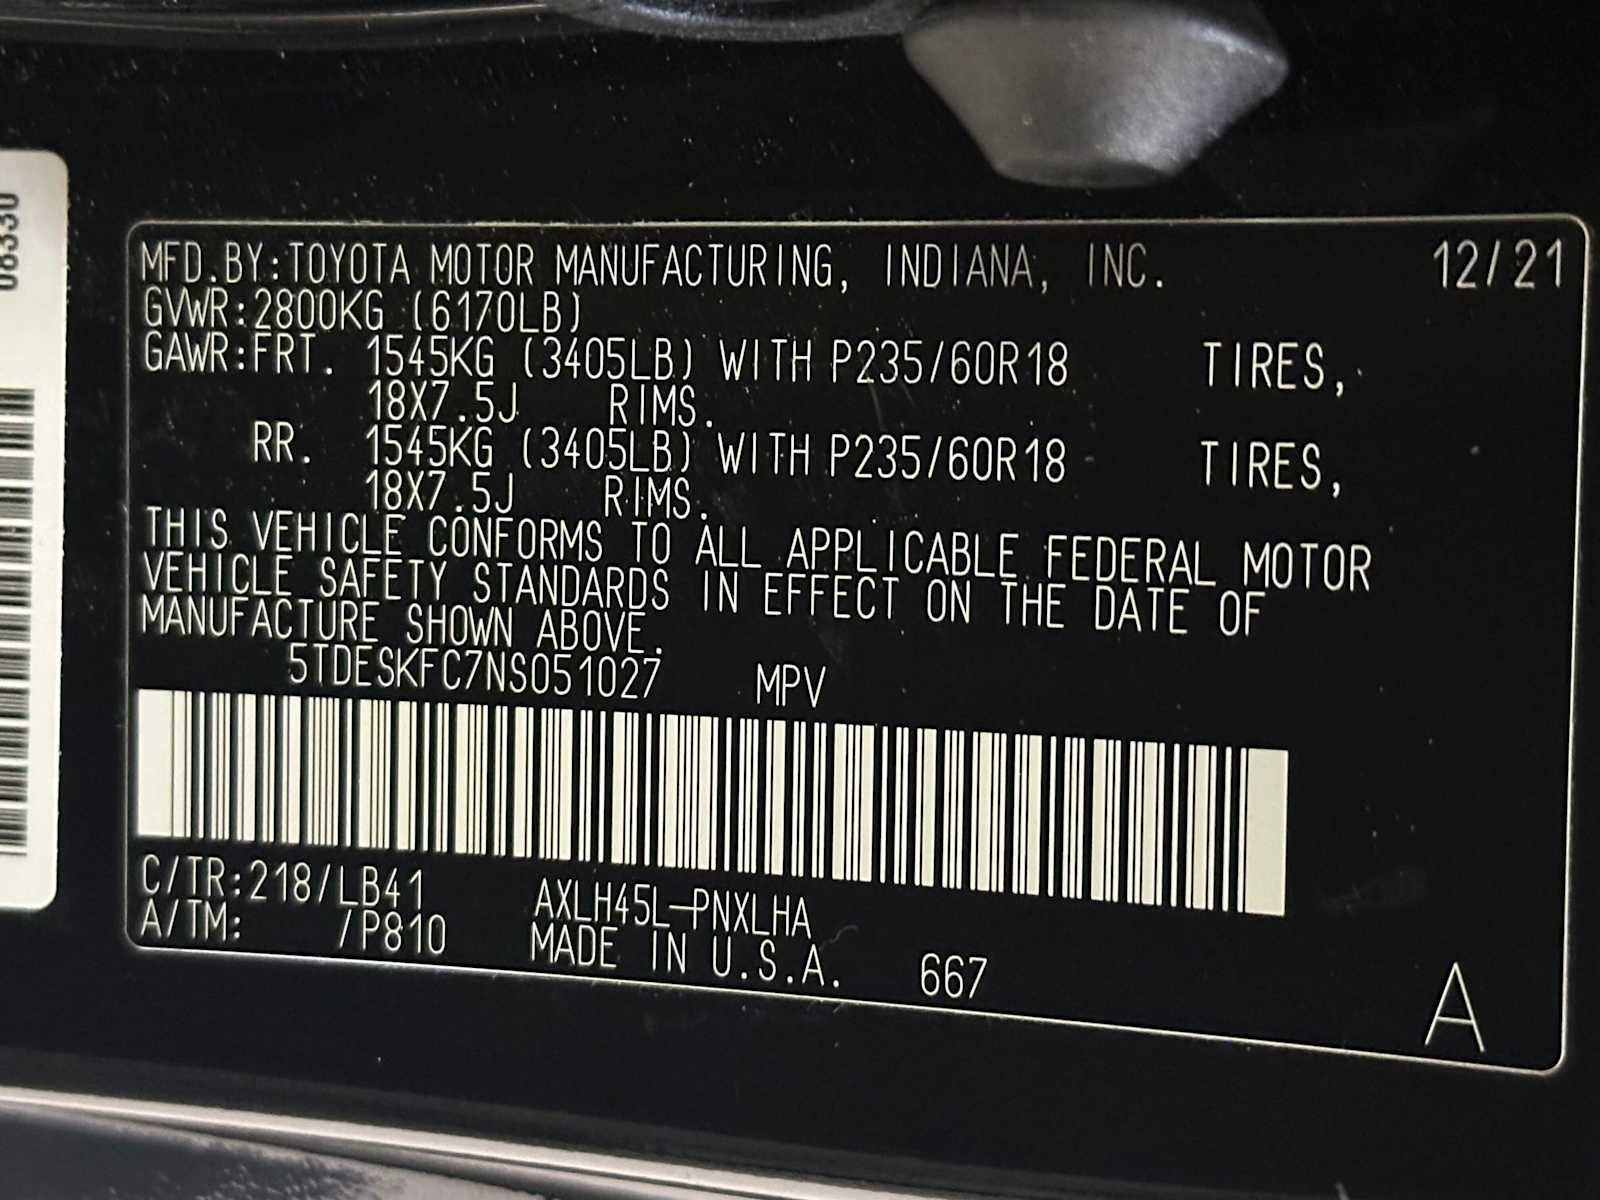 08330
MFD.BY:TOYOTA MOTOR MANUFACTURING, INDIANA, INC. 12/21
GVWR:2800KG (6170LB)
GAWR:FRT. 1545KG (3405LB) WITH P235/60R18 TIRES,
18X7.5J RIMS.
RR. 1545KG (3405LB) WITH P235/60R18 TIRES,
18X7.5J RIMS.
THIS VEHICLE CONFORMS TO ALL APPLICABLE FEDERAL MOTOR
VEHICLE SAFETY STANDARDS IN EFFECT ON THE DATE OF
MANUFACTURE SHOWN ABOVE.
5TDESKFC7NS051027 MPV
C/TR:218/LB41 AXLH45L-PNXLHA
A/TM: /P810 MADE IN U.S.A. 667
A